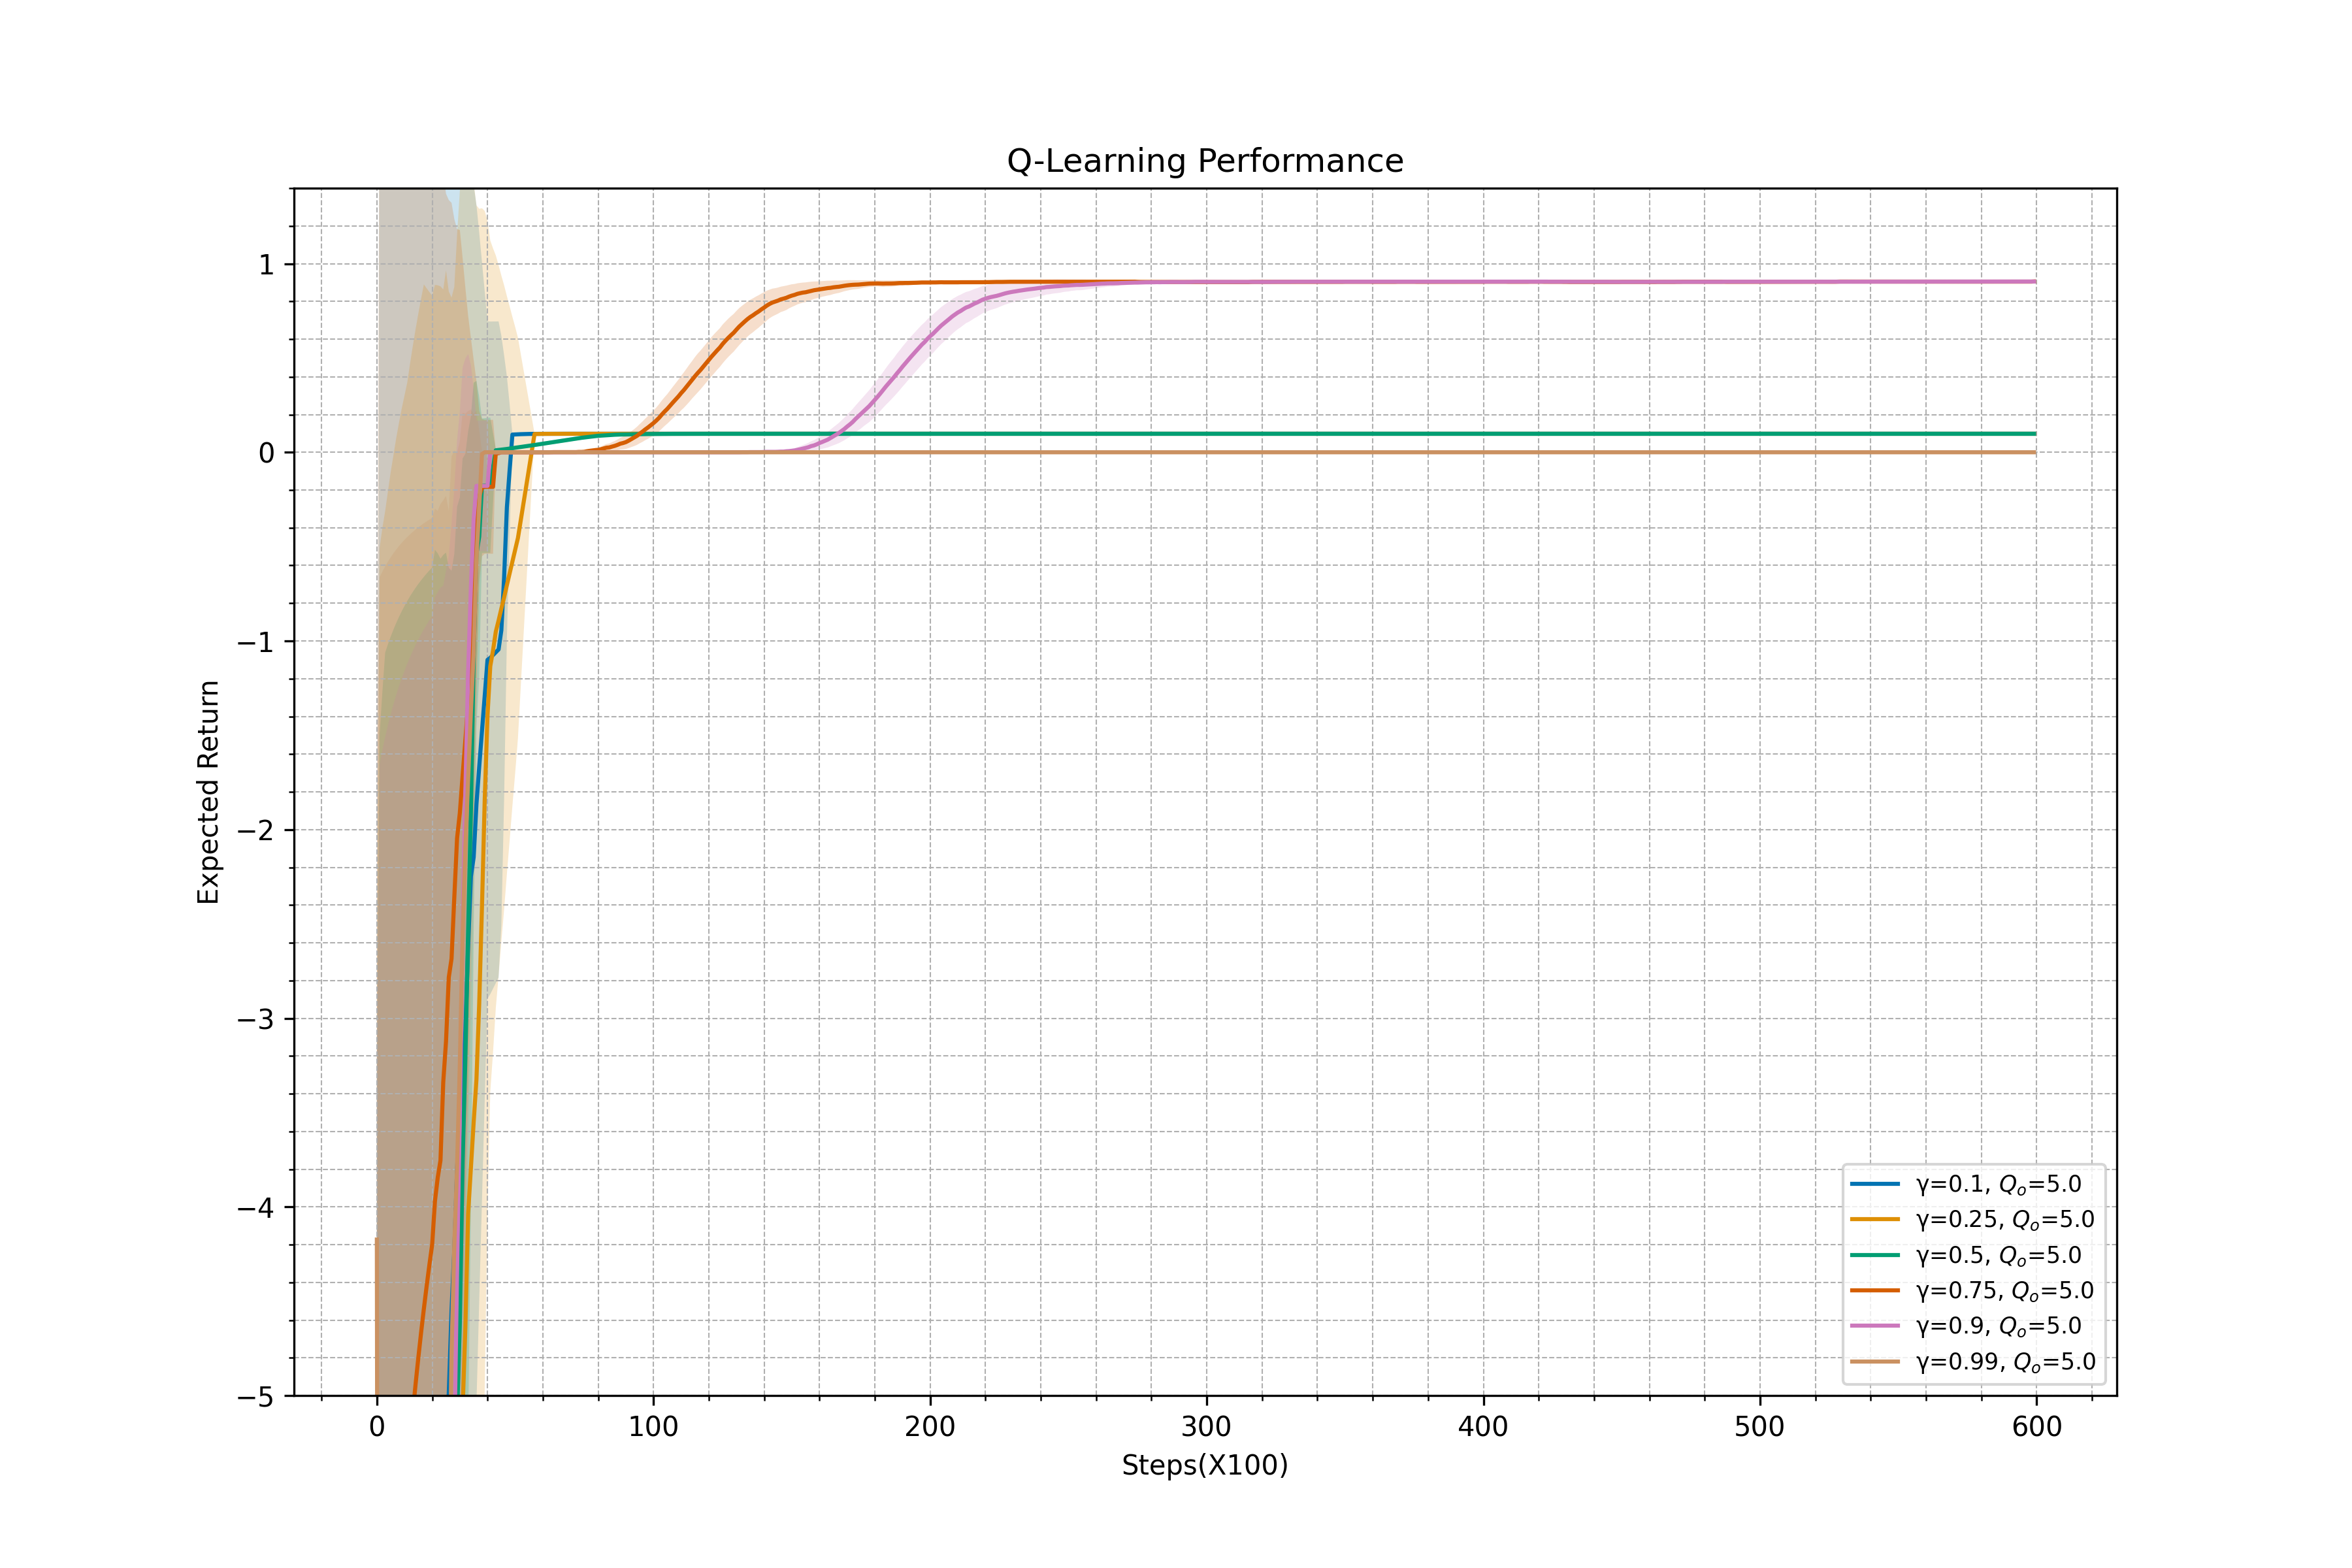 Q-Learning Performance
Expected Return
1
0
−1
−2
−3
−4
−5
0 100 200 300 400 500 600
Steps(X100)
γ=0.1, Qₒ=5.0
γ=0.25, Qₒ=5.0
γ=0.5, Qₒ=5.0
γ=0.75, Qₒ=5.0
γ=0.9, Qₒ=5.0
γ=0.99, Qₒ=5.0